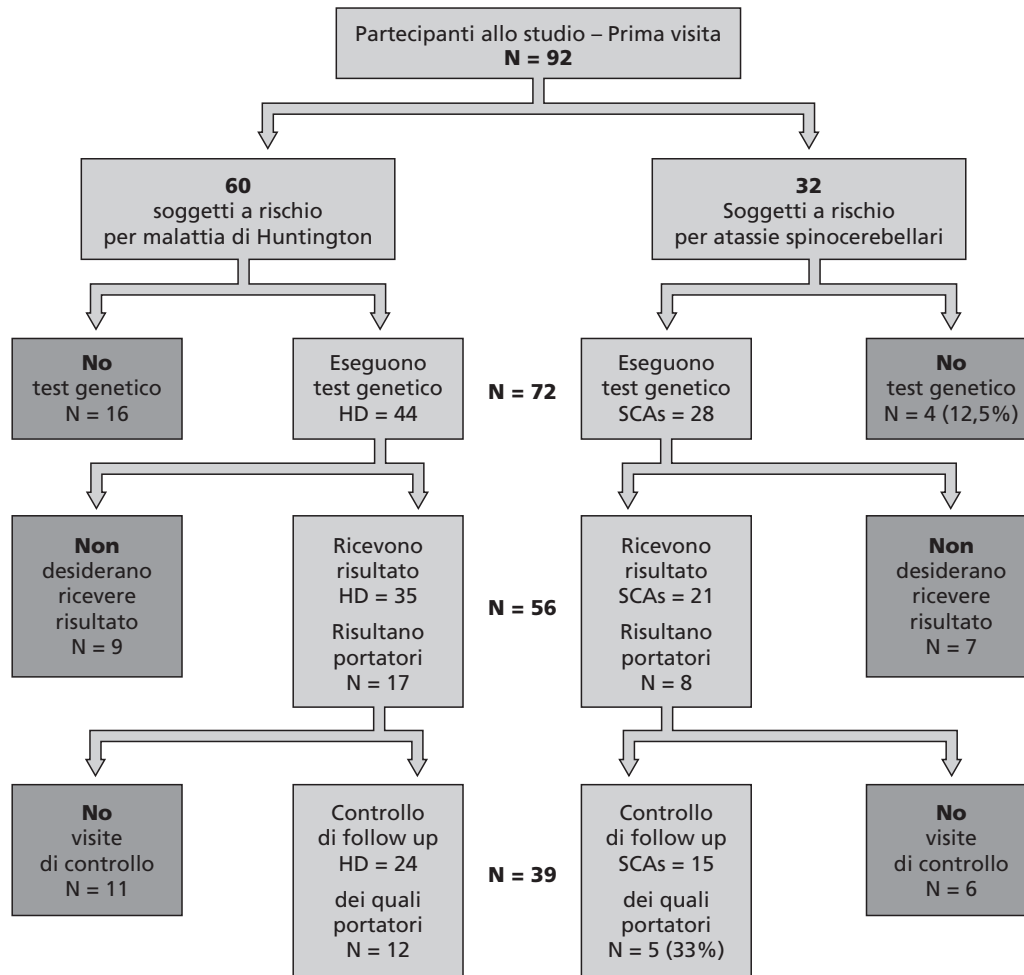 Partecipanti allo studio – Prima visita
N = 92
60
soggetti a rischio
per malattia di Huntington
32
Soggetti a rischio
per atassie spinocerebellari
No
test genetico
N = 16
Eseguono
test genetico
HD = 44
N = 72
Eseguono
test genetico
SCAs = 28
No
test genetico
N = 4 (12,5%)
Non
desiderano
ricevere
risultato
N = 9
Ricevono
risultato
HD = 35
Risultano
portatori
N = 17
N = 56
Ricevono
risultato
SCAs = 21
Risultano
portatori
N = 8
Non
desiderano
ricevere
risultato
N = 7
No
visite
di controllo
N = 11
Controllo
di follow up
HD = 24
dei quali
portatori
N = 12
N = 39
Controllo
di follow up
SCAs = 15
dei quali
portatori
N = 5 (33%)
No
visite
di controllo
N = 6